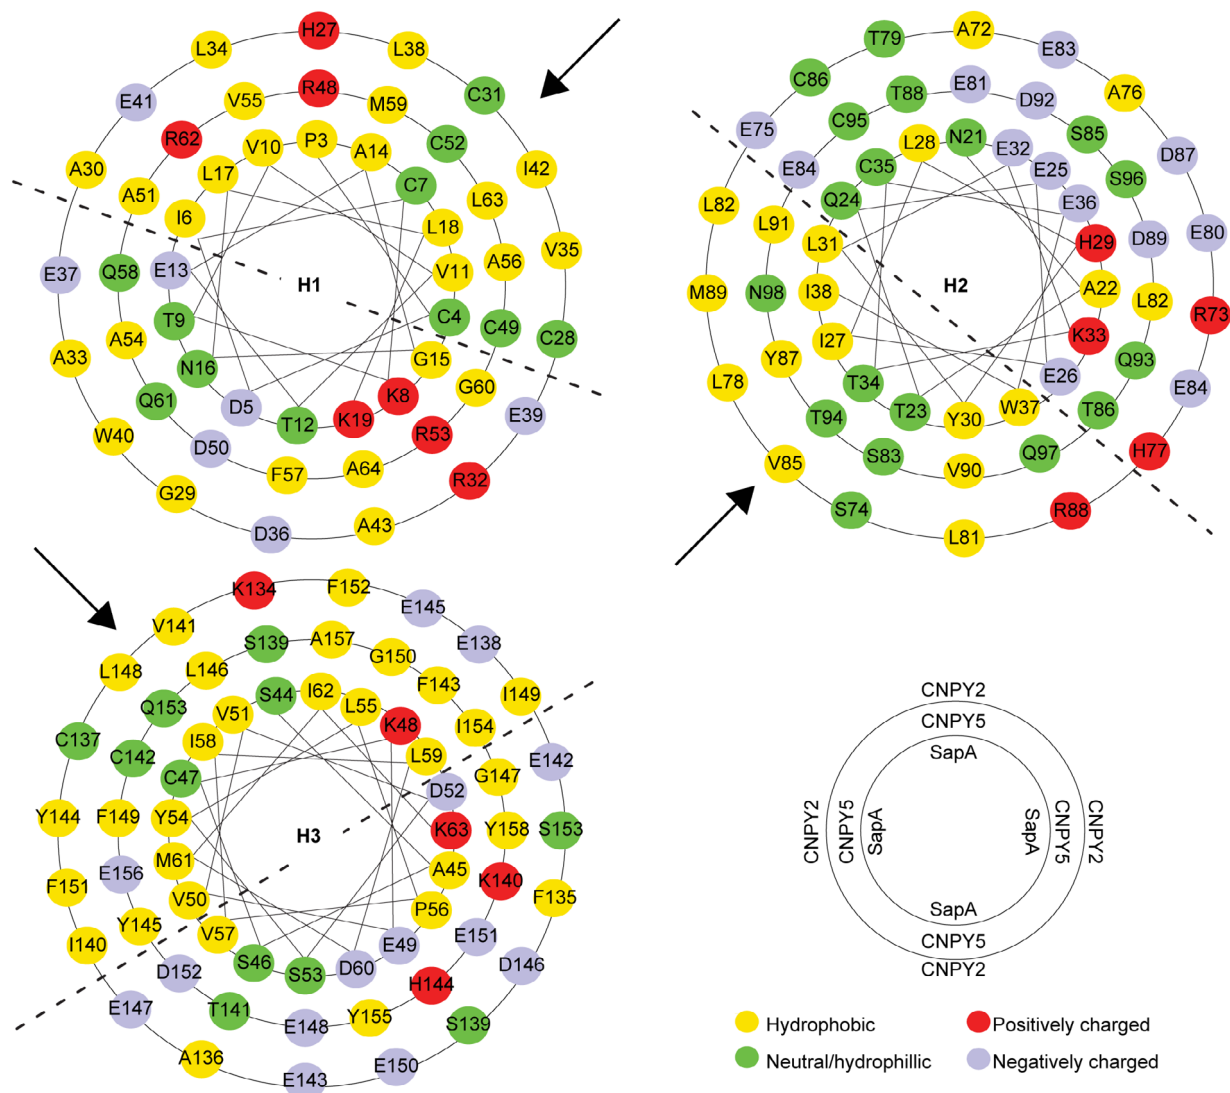 H27
L34
L38
E41
C31
R48
V55
M59
R62
C52
P3
V10
A14
A30
I42
L17
C7
A51
L63
I6
L18
V35
A56
E37
Q58
E13
H1
V11
T9
C4
C49
C28
A33
A54
G15
N16
K8
G60
Q61
D5
E39
W40
T12
K19
R53
D50
F57
A64
R32
G29
D36
A43
A72
T79
E83
C86
A76
E81
T88
D92
E75
C95
S85
L28
N21
E32
D87
E84
C35
E25
S96
Q24
E36
L82
L91
L31
H29
D89
E80
M89
N98
I38
H2
A22
L82
R73
I27
K33
Y87
Q93
L78
T34
E26
E84
T23
W37
T94
Y30
T86
S83
Q97
H77
V85
V90
S74
R88
L81
K134
F152
E145
V141
E138
S139
A157
G150
L148
L146
F143
I149
S44
I62
L55
Q153
V51
K48
I154
C137
C142
I58
L59
E142
C47
D52
G147
Y144
F149
Y54
H3
K63
Y158
S153
M61
A45
E156
K140
F151
V50
P56
F135
Y145
V57
E49
E151
I140
S46
S53
D60
D152
H144
D146
E147
T141
E148
Y155
S139
A136
E143
E150
CNPY2
CNPY5
SapA
CNPY2
CNPY5
SapA
SapA
CNPY5
CNPY2
SapA
CNPY5
CNPY2
Hydrophobic
Positively charged
Neutral/hydrophillic
Negatively charged